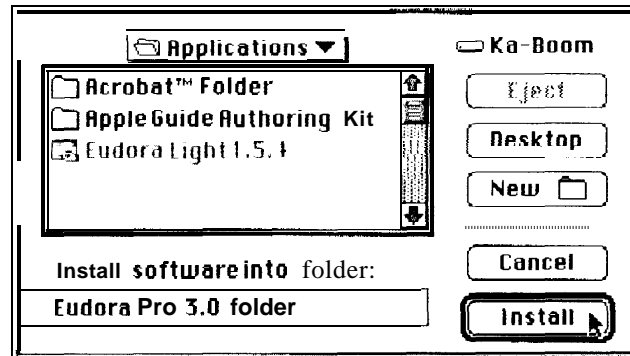 Applications
Ka-Boom
Acrobat™ Folder
Apple Guide Authoring Kit
Eudora Light 1.5.
Eject
Desktop
New
Cancel
Install
Install software into folder:
Eudora Pro 3.0 folder